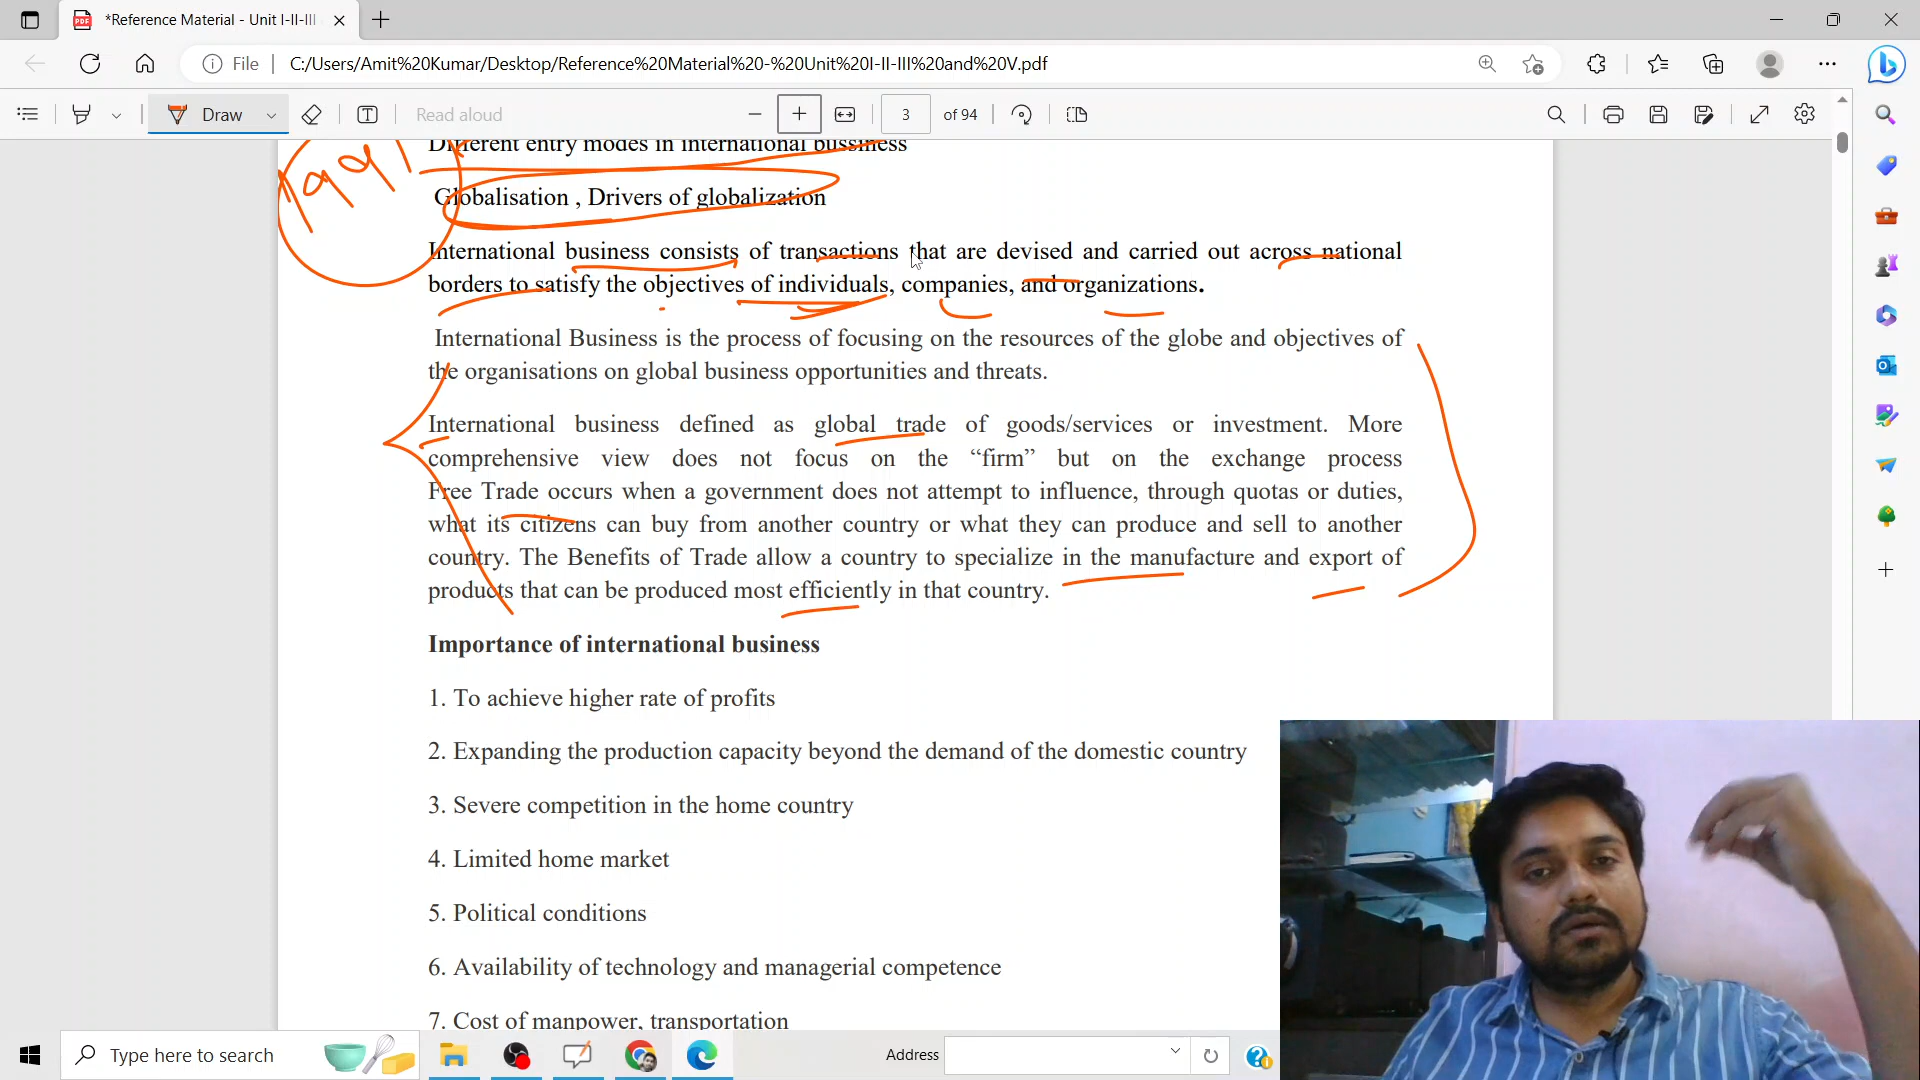 *Reference Material - Unit I-II-III
File
C:/Users/Amit%20Kumar/Desktop/Reference%20Material%20-%20Unit%20I-II-III%20and%20V.pdf
Draw
Read aloud
3
of 94
Different entry modes in international bussiness
1991
Globalisation , Drivers of globalization
International business consists of transactions that are devised and carried out across national
borders to satisfy the objectives of individuals, companies, and organizations.
International Business is the process of focusing on the resources of the globe and objectives of
the organisations on global business opportunities and threats.
International business defined as global trade of goods/services or investment. More
comprehensive view does not focus on the “firm” but on the exchange process
Free Trade occurs when a government does not attempt to influence, through quotas or duties,
what its citizens can buy from another country or what they can produce and sell to another
country. The Benefits of Trade allow a country to specialize in the manufacture and export of
products that can be produced most efficiently in that country.
Importance of international business
1. To achieve higher rate of profits
2. Expanding the production capacity beyond the demand of the domestic country
3. Severe competition in the home country
4. Limited home market
5. Political conditions
6. Availability of technology and managerial competence
7. Cost of manpower, transportation
Type here to search
Address